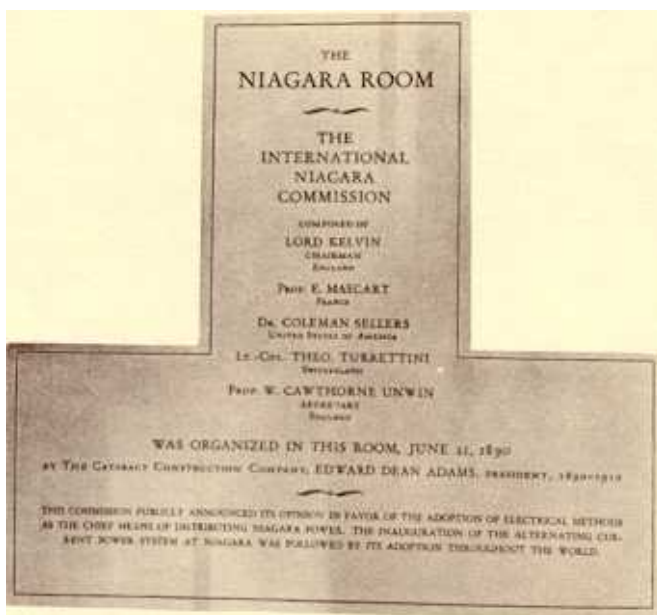 THE
NIAGARA ROOM
THE
INTERNATIONAL
NIAGARA
COMMISSION
COMPOSED OF
LORD KELVIN
CHAIRMAN
ENGLAND
PROF. E. MASCART
FRANCE
DR. COLEMAN SELLERS
UNITED STATES OF AMERICA
LT.-COL. THEO. TURRETTINI
SWITZERLAND
PROF. W. CAWTHORNE UNWIN
SECRETARY
ENGLAND
WAS ORGANIZED IN THIS ROOM, JUNE 21, 1890
BY THE CATARACT CONSTRUCTION COMPANY, EDWARD DEAN ADAMS, PRESIDENT, 1890-1910
THIS COMMISSION PUBLICLY ANNOUNCED ITS OPINION IN FAVOR OF THE ADOPTION OF ELECTRICAL METHODS
AS THE CHIEF MEANS OF DISTRIBUTING NIAGARA POWER. THE INAUGURATION OF THE ALTERNATING CUR-
RENT POWER SYSTEM AT NIAGARA WAS FOLLOWED BY ITS ADOPTION THROUGHOUT THE WORLD.